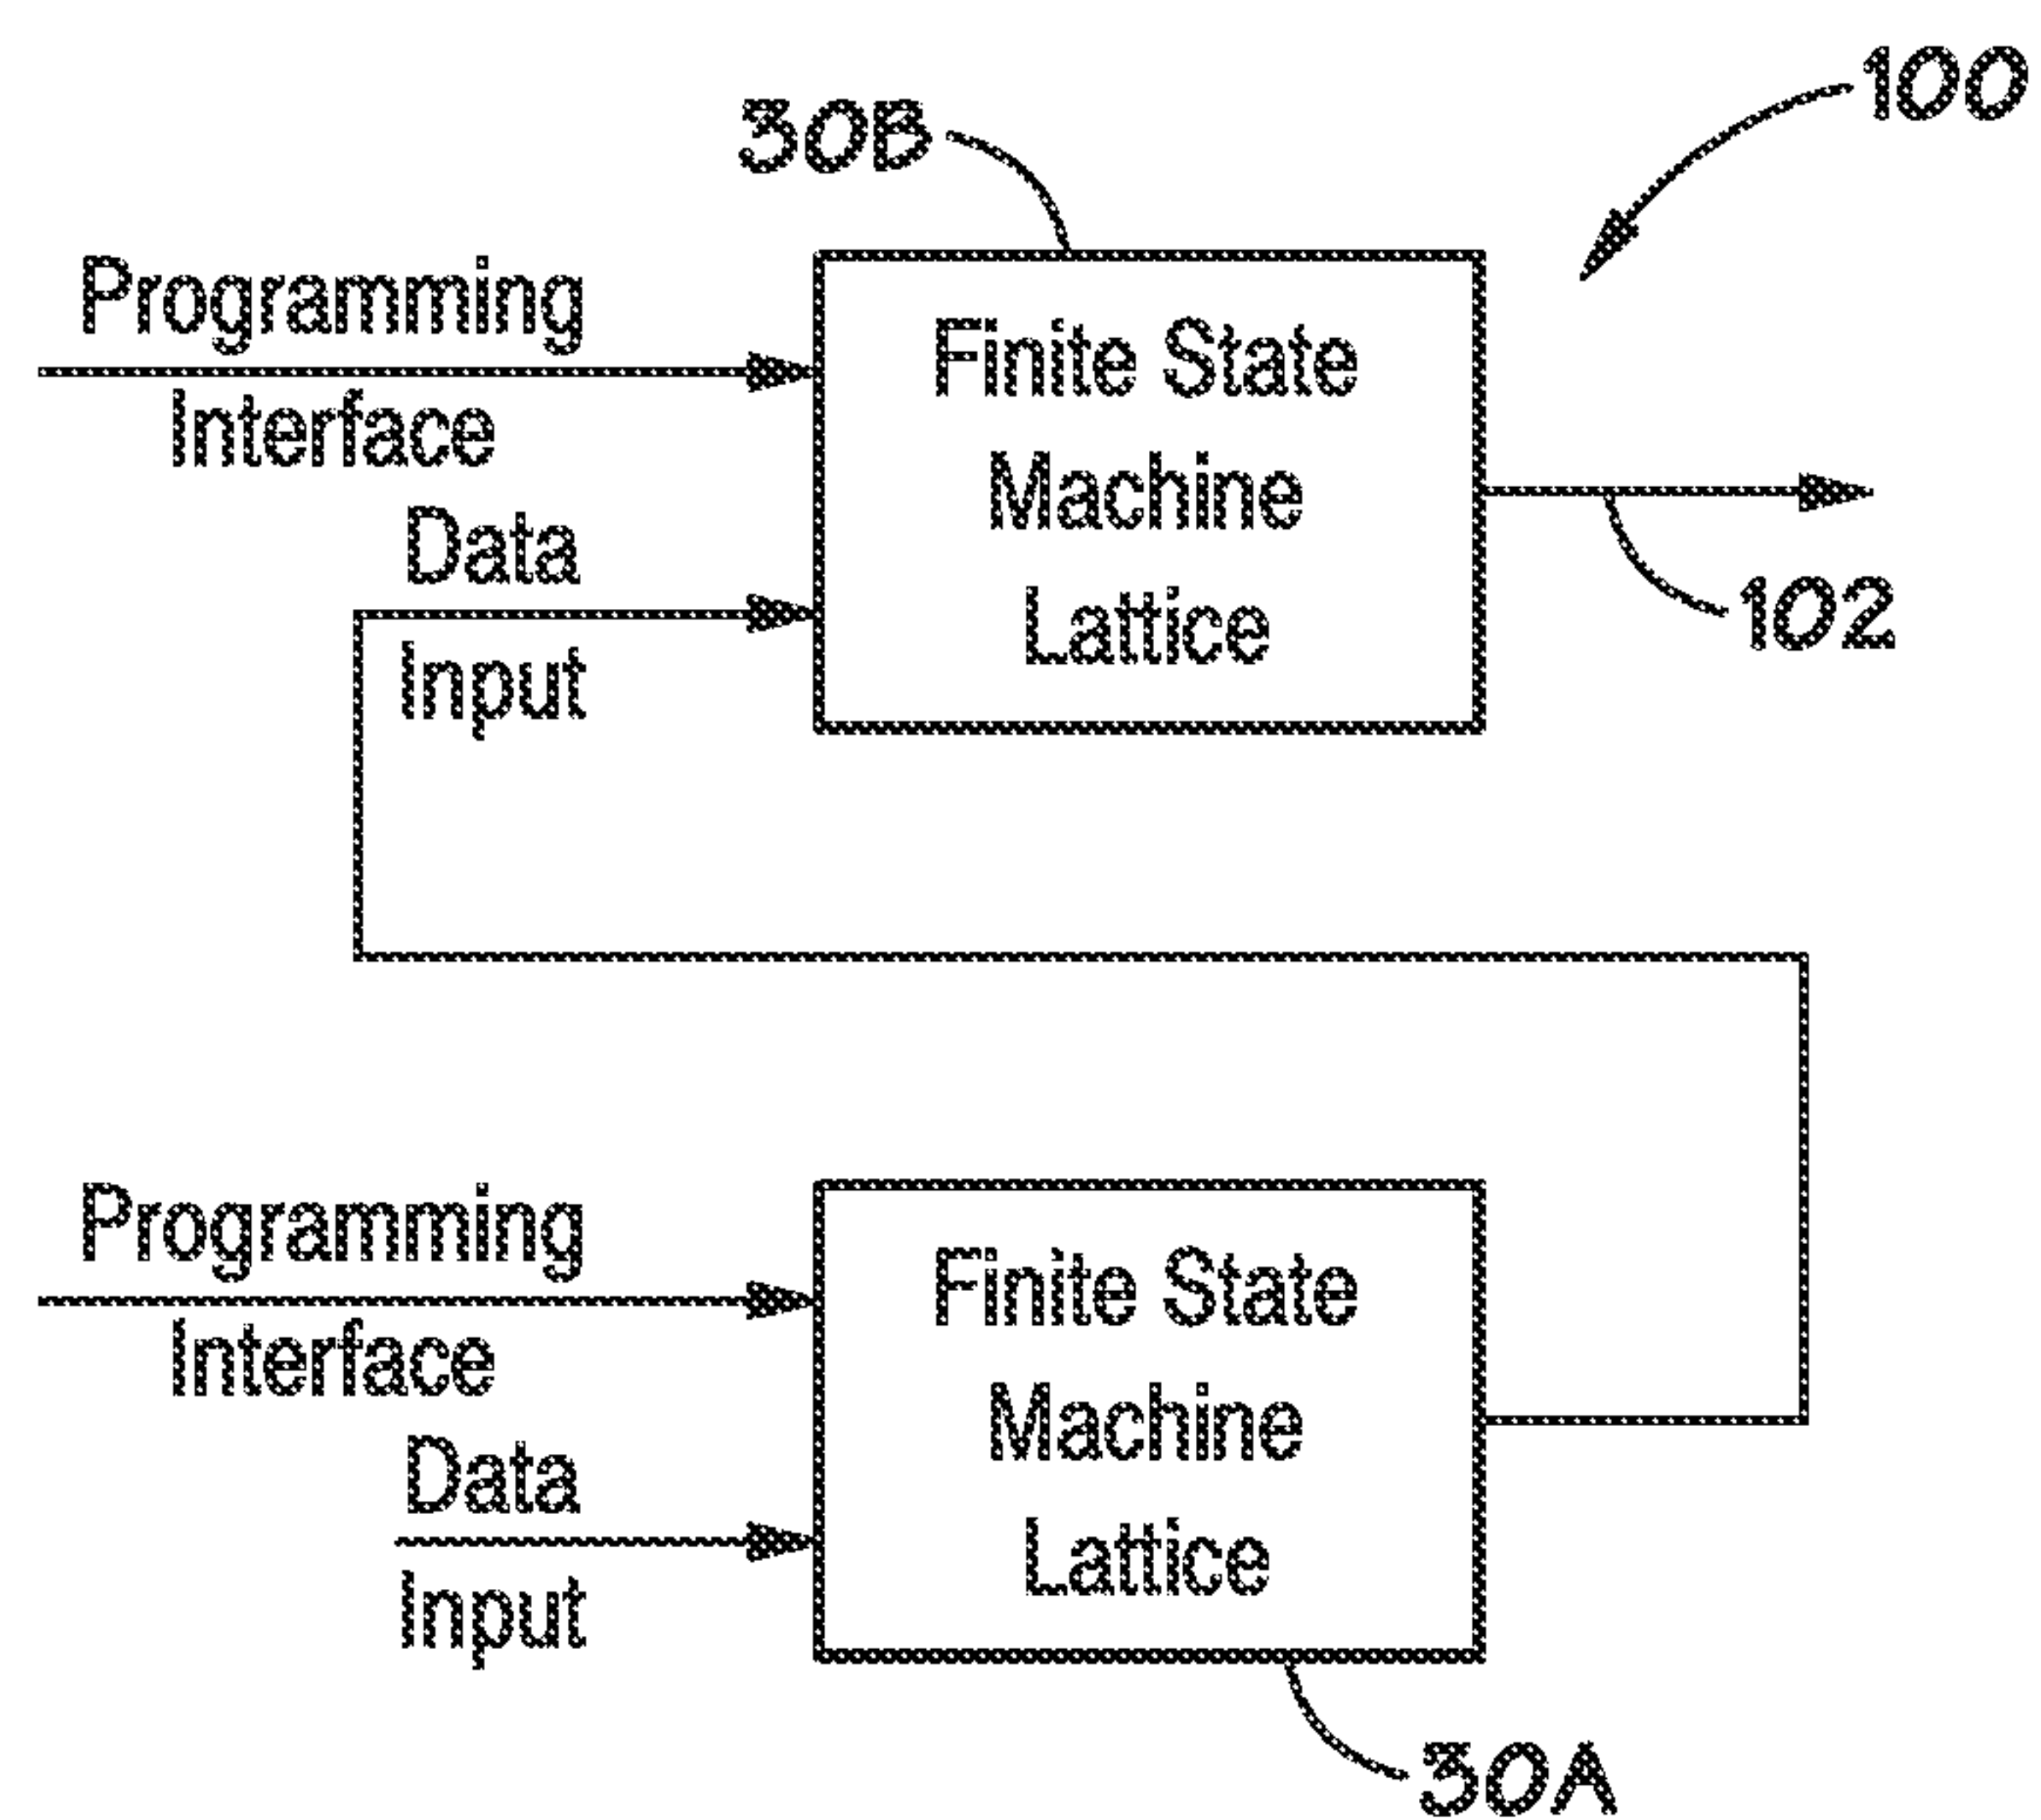 100
30B
Programming
Interface
Data
Input
Finite State
Machine
Lattice
102
Programming
Interface
Data
Input
Finite State
Machine
Lattice
30A